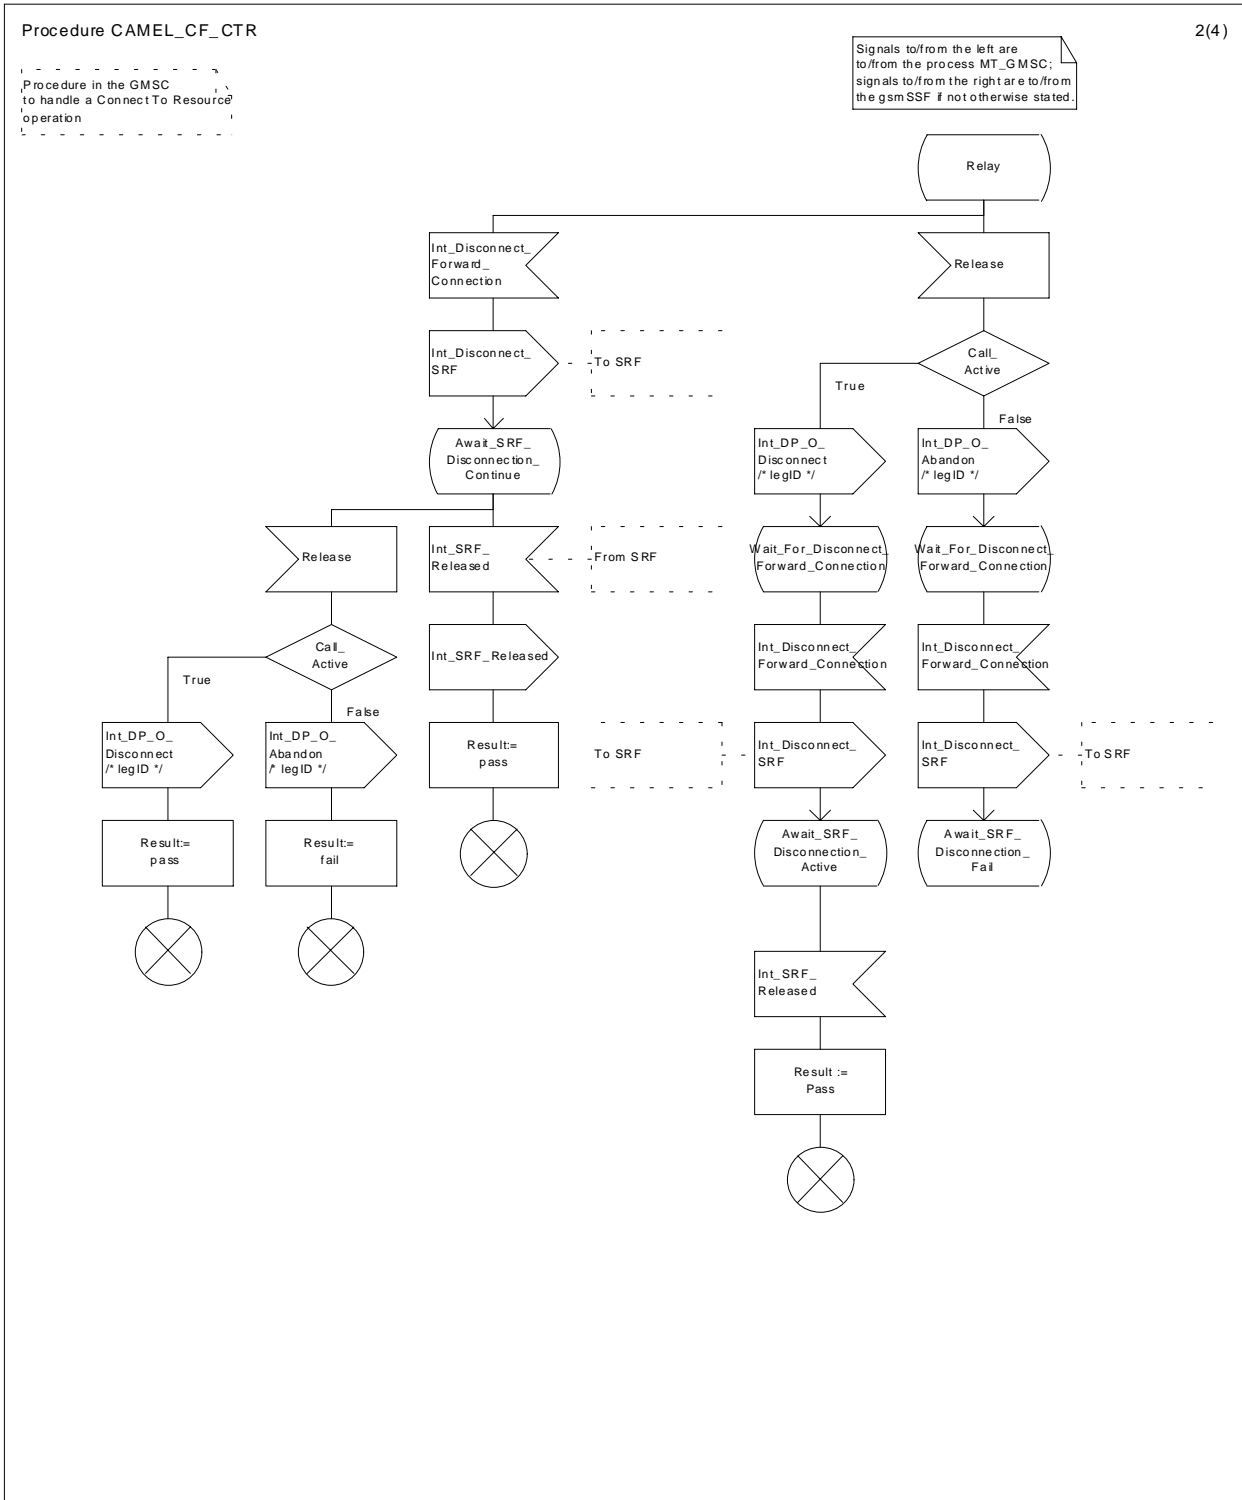 Procedure CAMEL_CF_CTR
2(4)
Procedure in the GMSC
to handle a Connect To Resource
operation
Signals to/from the left are
to/from the process MT_GMSC;
signals to/from the right are to/from
the gsmSSF if not otherwise stated.
Relay
Int_Disconnect_
Forward_
Connection
Release
Int_Disconnect_
SRF
To SRF
Call_
Active
True
False
Await_SRF_
Disconnection_
Continue
Int_DP_O_
Disconnect
/* legID */
Int_DP_O_
Abandon
/* legID */
Release
Int_SRF_
Released
From SRF
Wait_For_Disconnect_
Forward_Connection
Wait_For_Disconnect_
Forward_Connection
Call_
Active
True
False
Int_SRF_Released
Int_Disconnect_
Forward_Connection
Int_Disconnect_
Forward_Connection
Int_DP_O_
Disconnect
/* legID */
Int_DP_O_
Abandon
/* legID */
Result:=
pass
To SRF
Int_Disconnect_
SRF
Int_Disconnect_
SRF
To SRF
Result:=
pass
Result:=
fail
Await_SRF_
Disconnection_
Active
Await_SRF_
Disconnection_
Fail
Int_SRF_
Released
Result :=
Pass